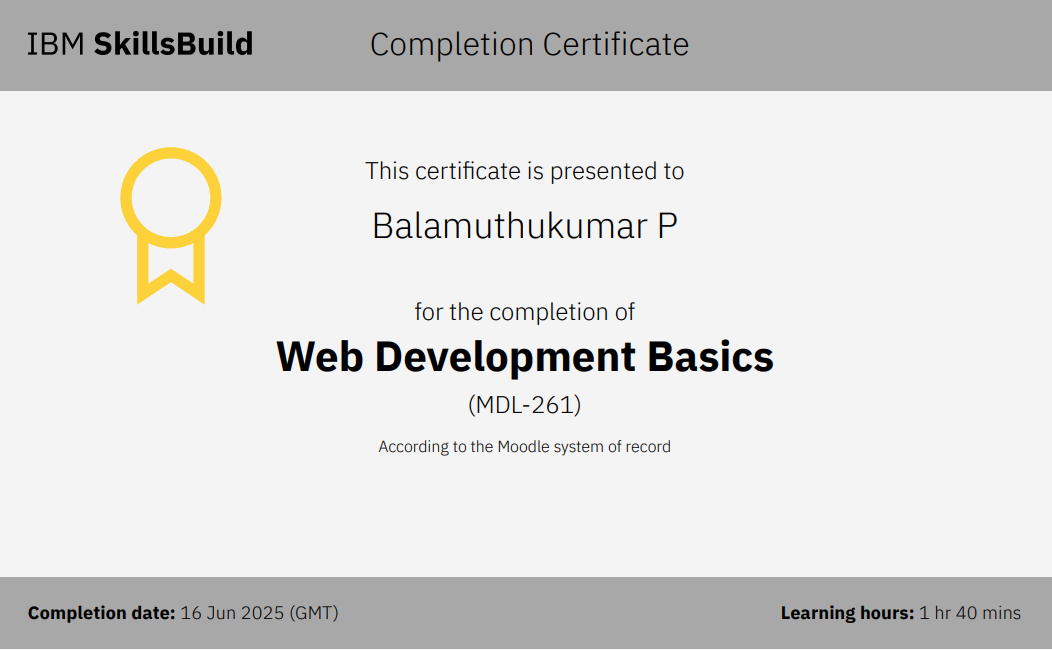 IBM SkillsBuild
Completion Certificate
This certificate is presented to
Balamuthukumar P
for the completion of
Web Development Basics
(MDL-261)
According to the Moodle system of record
Completion date: 16 Jun 2025 (GMT)
Learning hours: 1 hr 40 mins